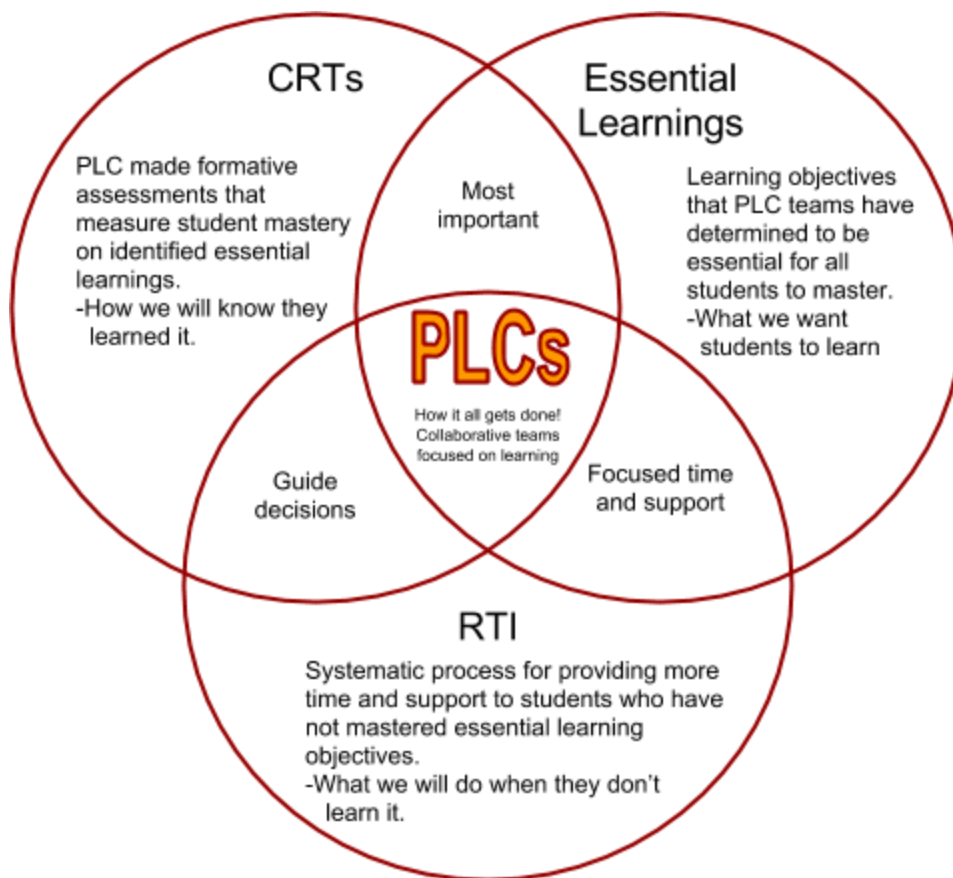 CRTs
PLC made formative
assessments that
measure student mastery
on identified essential
learnings.
-How we will know they
learned it.
Most
important
Essential
Learnings
Learning objectives
that PLC teams have
determined to be
essential for all
students to master.
-What we want
students to learn
PLCs
How it all gets done!
Collaborative teams
focused on learning
Guide
decisions
Focused time
and support
RTI
Systematic process for providing more
time and support to students who have
not mastered essential learning
objectives.
-What we will do when they don't
learn it.